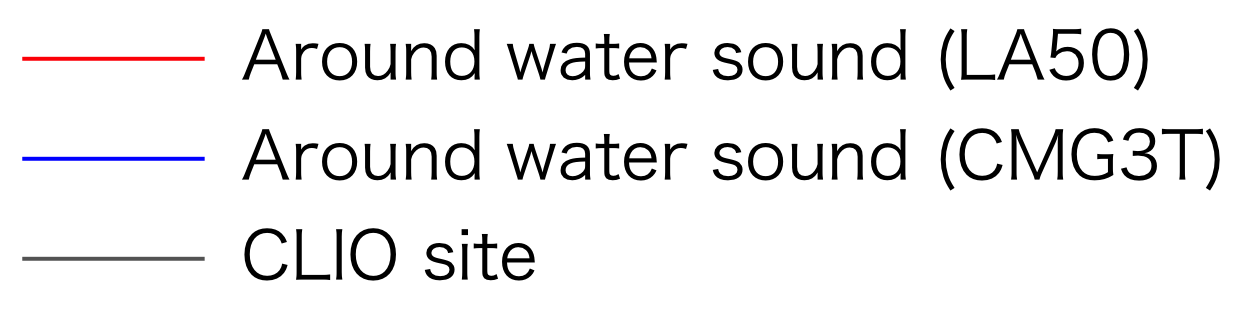 Around water sound (LA50)
Around water sound (CMG3T)
CLIO site